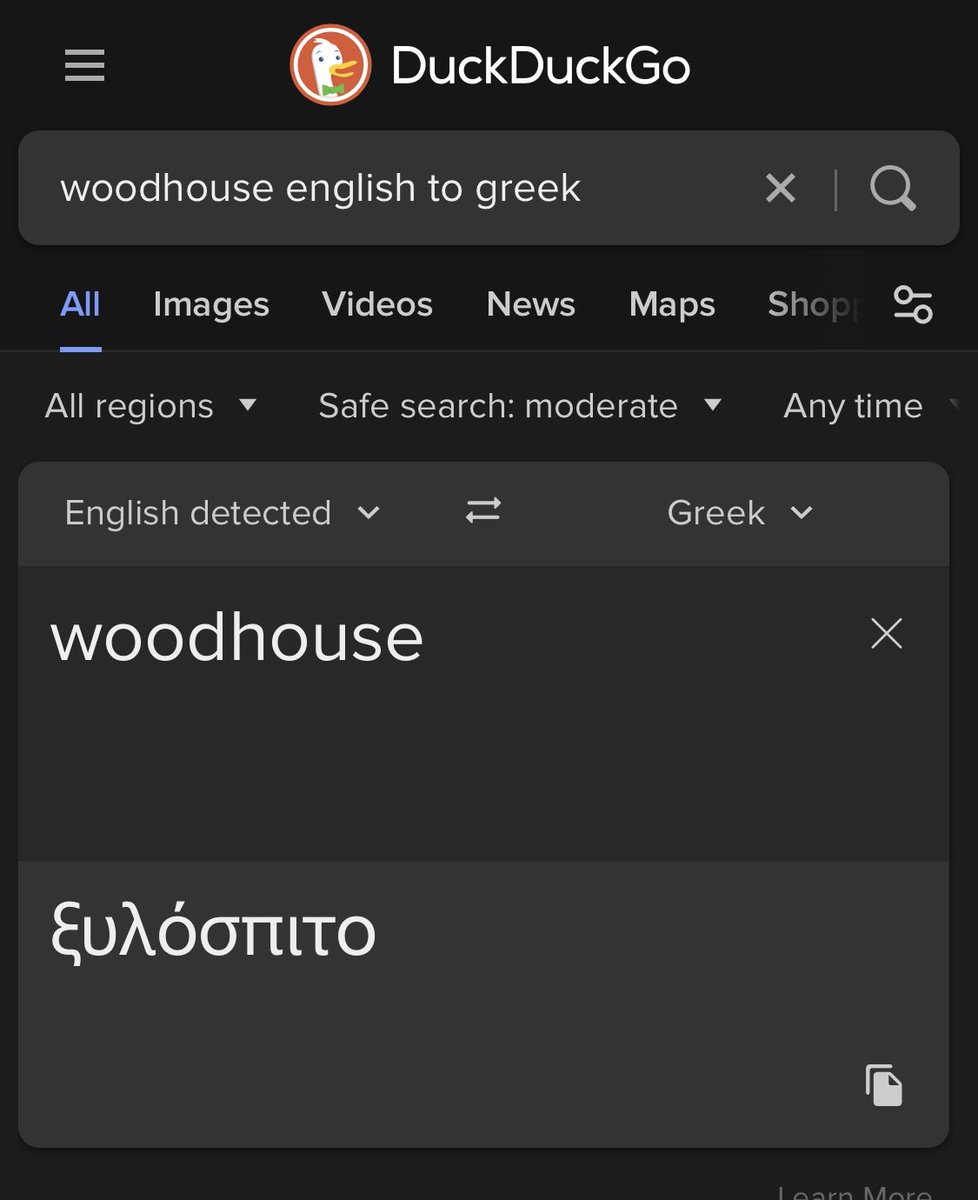 DuckDuckGo
woodhouse english to greek
All Images Videos News Maps Shopp
All regions Safe search: moderate Any time
English detected Greek
woodhouse
ξυλόσπιτο
Learn More